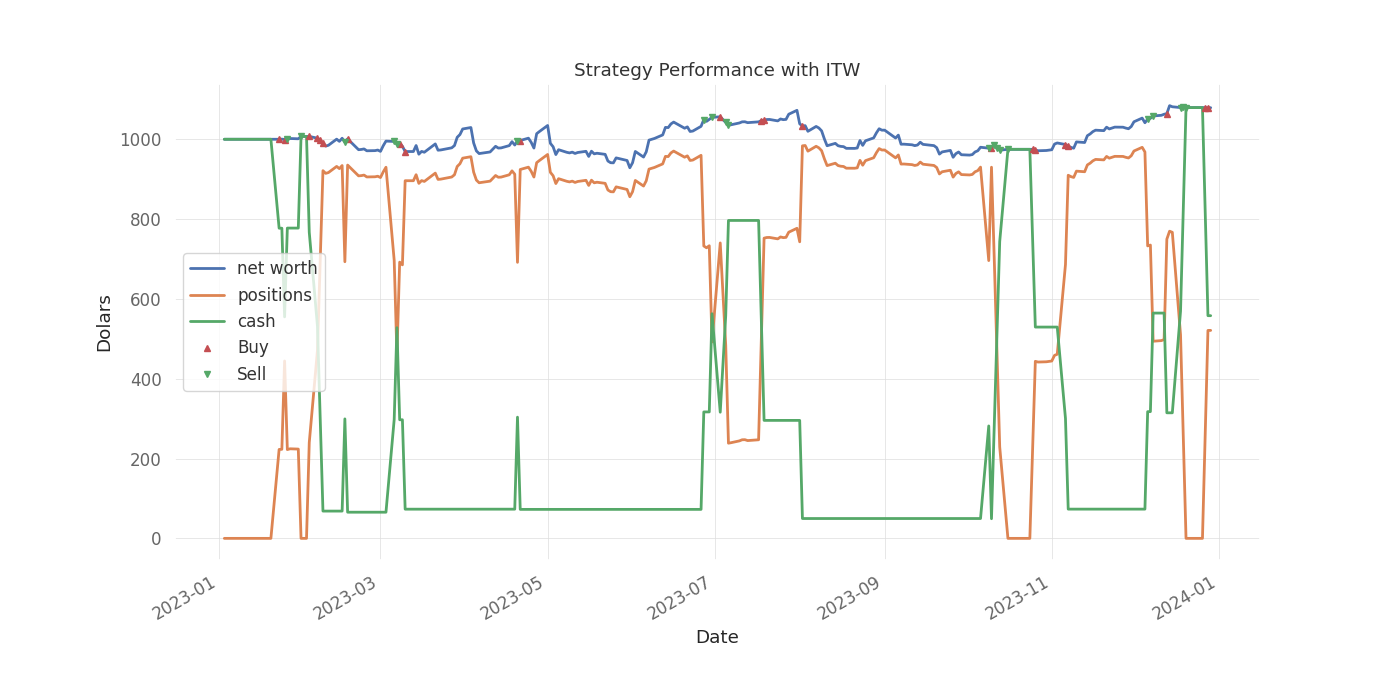 Strategy Performance with ITW
1000
800
600
400
200
0
Dolars
net worth
positions
cash
Buy
Sell
2023-01
2023-03
2023-05
2023-07
2023-09
2023-11
2024-01
Date